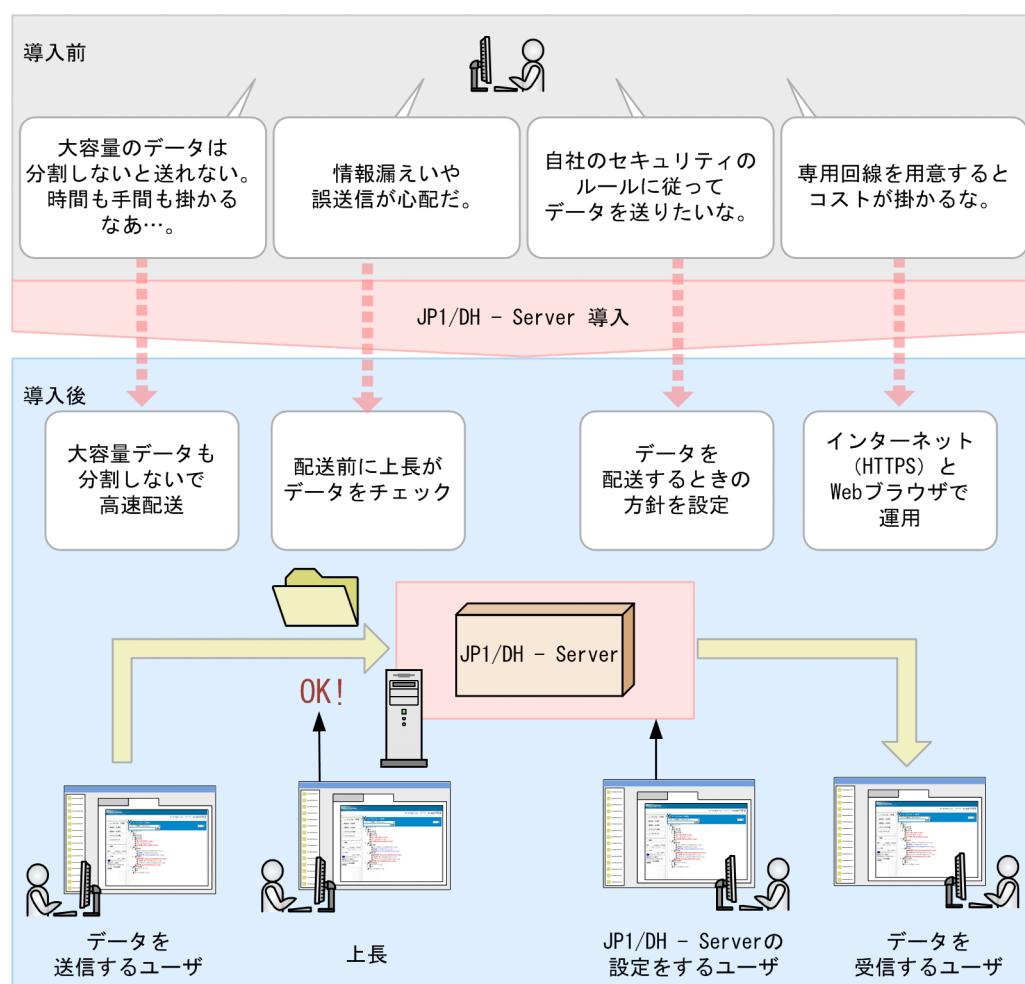 導入前
大容量のデータは
分割しないと送れない。
時間も手間も掛かる
なあ…。
情報漏えいや
誤送信が心配だ。
自社のセキュリティの
ルールに従って
データを送りたいな。
専用回線を用意すると
コストが掛かるな。
JP1/DH - Server 導入
導入後
大容量データも
分割しないで
高速配送
配送前に上長が
データをチェック
データを
配送するときの
方針を設定
インターネット
(HTTPS) と
Webブラウザで
運用
JP1/DH - Server
OK!
データを
送信するユーザ
上長
JP1/DH - Serverの
設定をするユーザ
データを
受信するユーザ